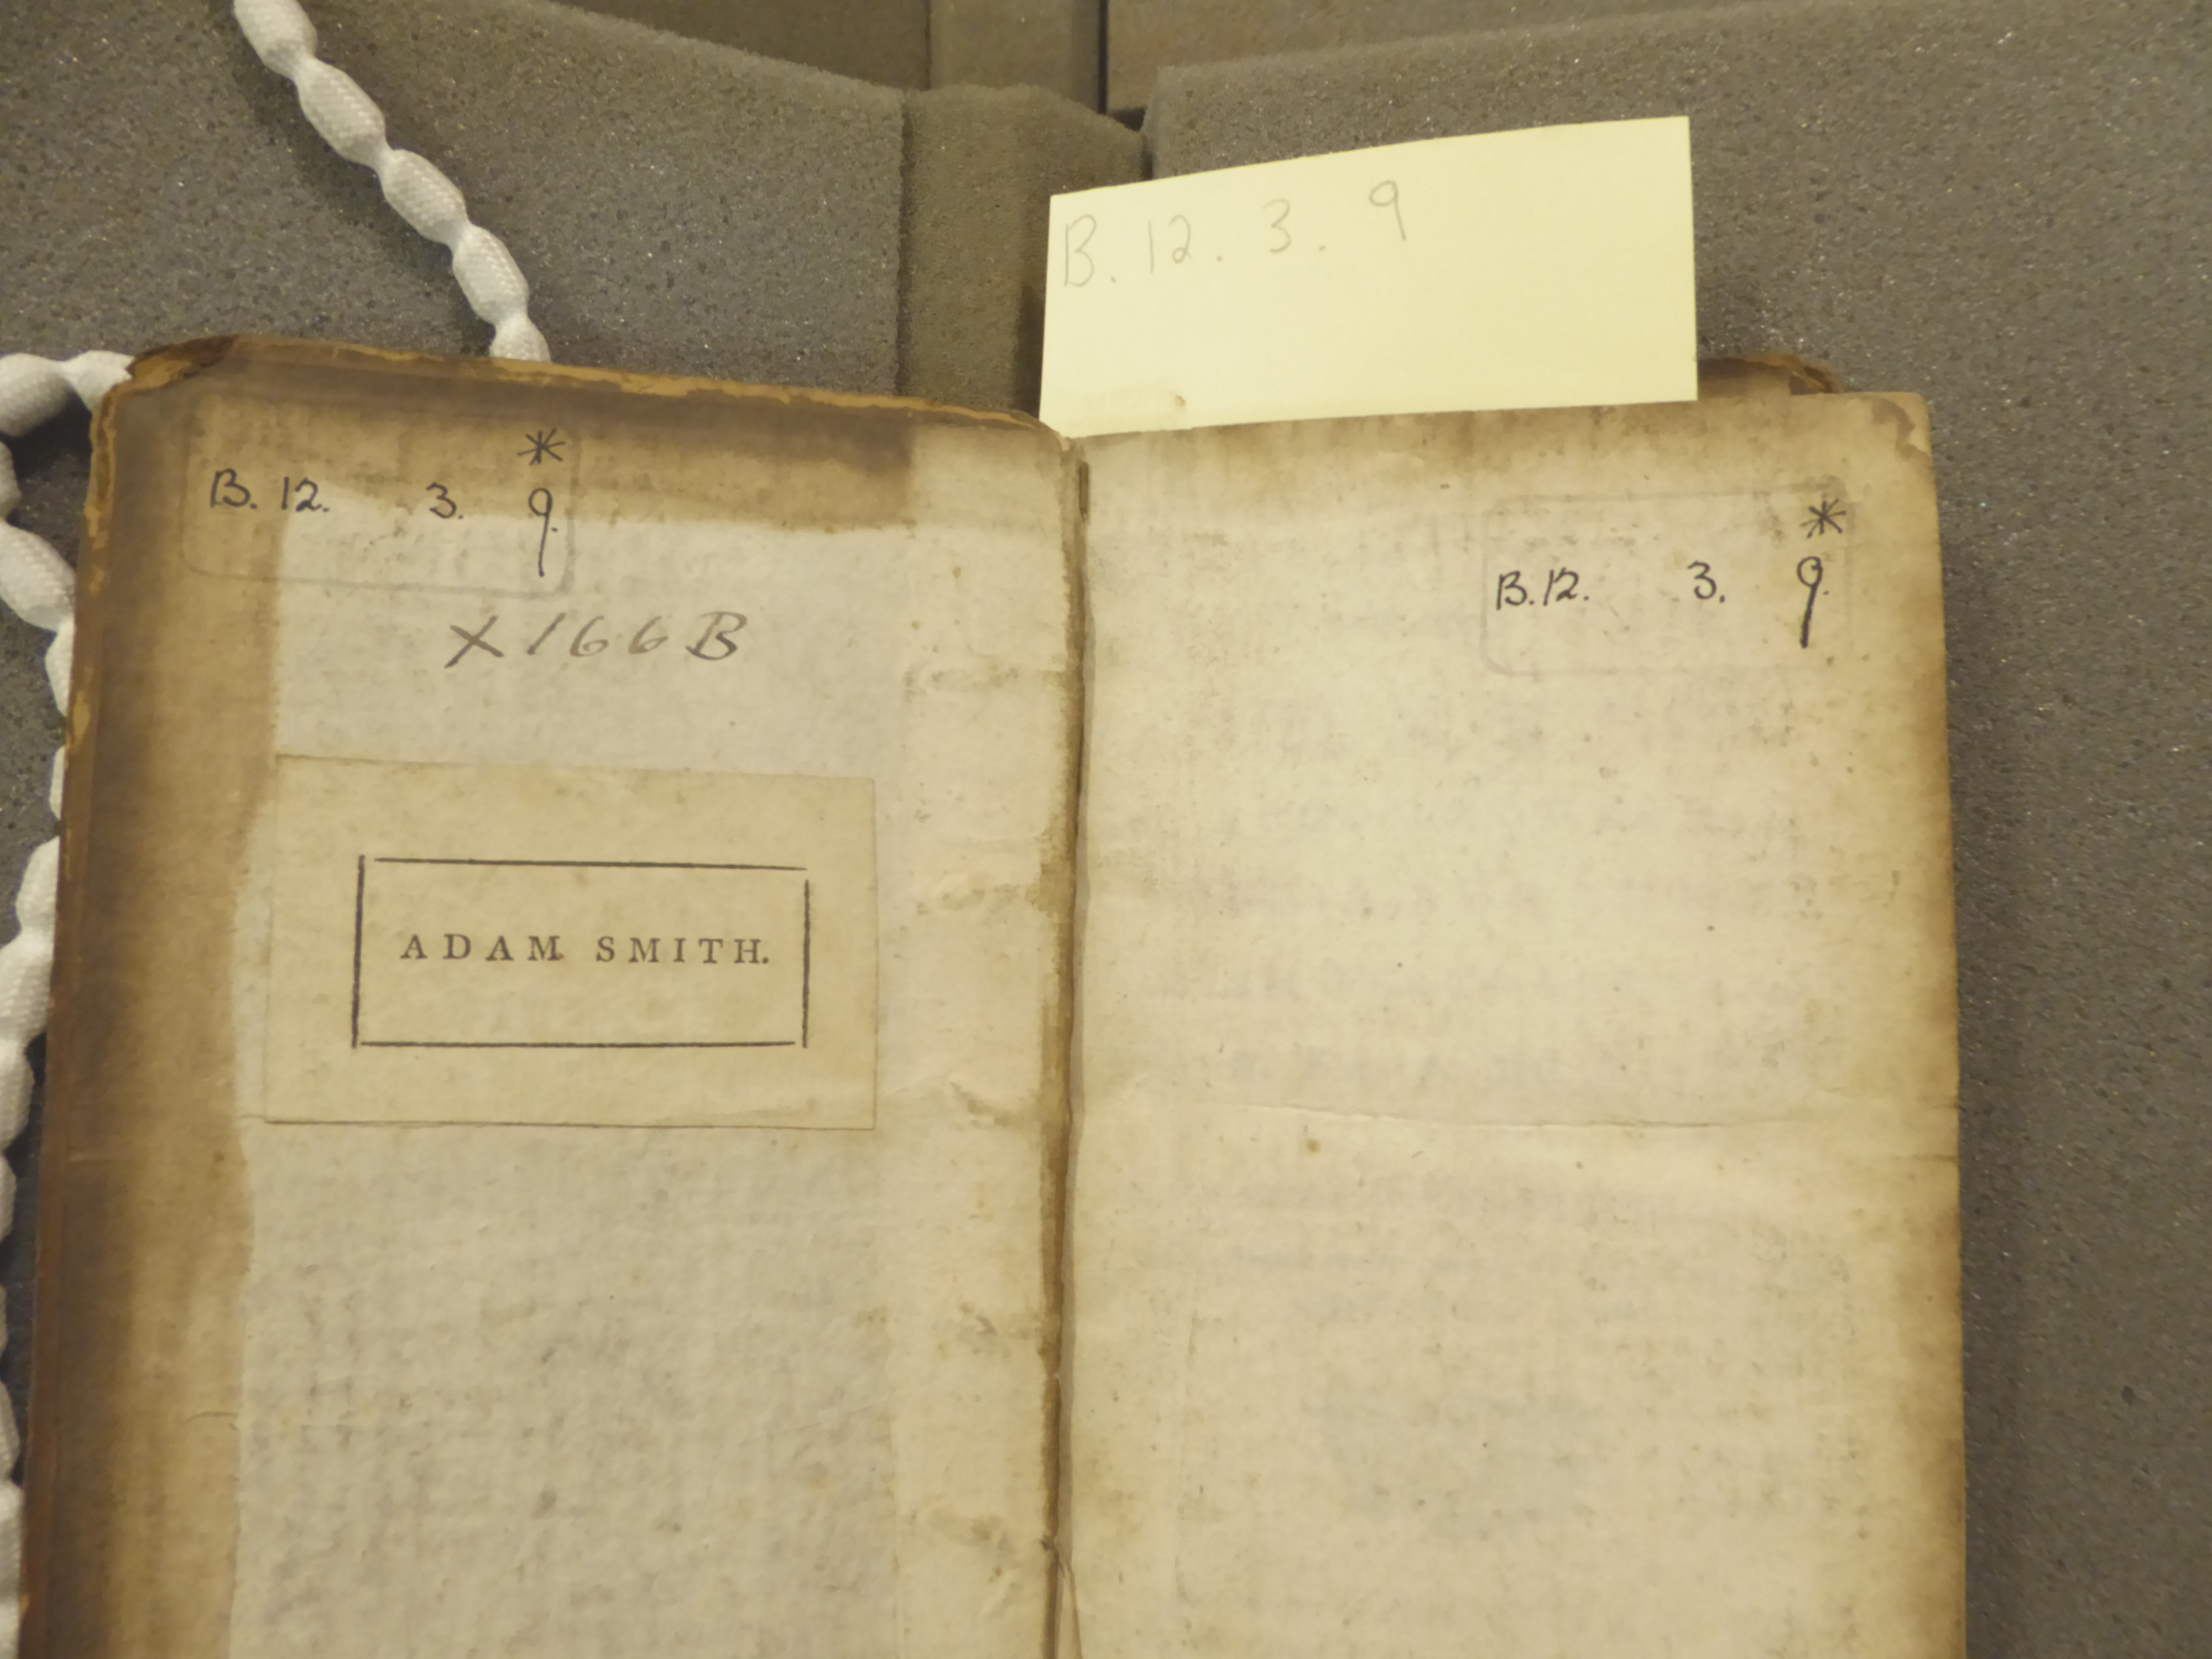 B. 12. 3. 9
*
B. 12. 3. 9.
X166B
ADAM SMITH.
*
B. 12. 3. 9.